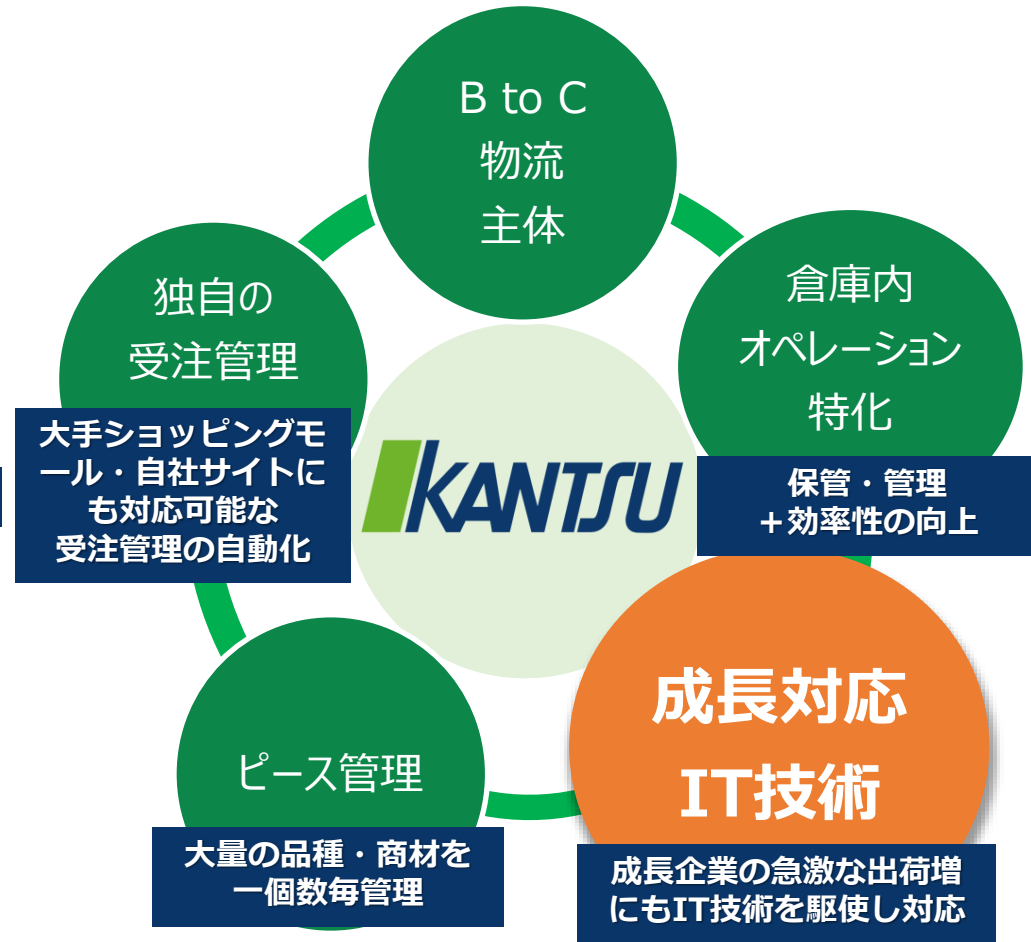 B to C
物流
主体
倉庫内
オペレーション
特化
保管・管理
＋効率性の向上
成長対応
IT技術
成長企業の急激な出荷増
にもIT技術を駆使し対応
ピース管理
大量の品種・商材を
一個数毎管理
独自の
受注管理
大手ショッピングモ
ール・自社サイトに
も対応可能な
受注管理の自動化
KANTSU